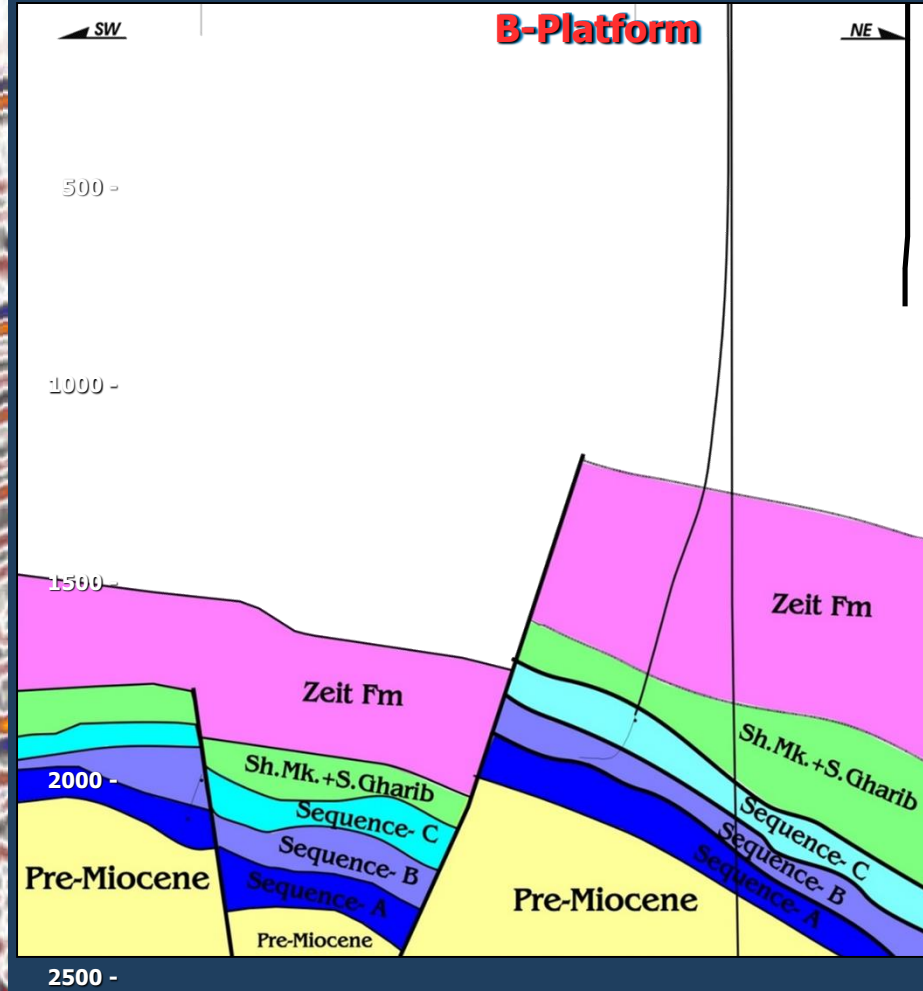 B-Platform
SW
NE
500 -
1000 -
1500 -
Zeit Fm
Zeit Fm
Sh.Mk.+S.Gharib
Sh.Mk.+S.Gharib
2000 -
Sequence- C
Sequence- C
Sequence- B
Sequence- B
Sequence- A
Sequence- A
Pre-Miocene
Pre-Miocene
Pre-Miocene
2500 -